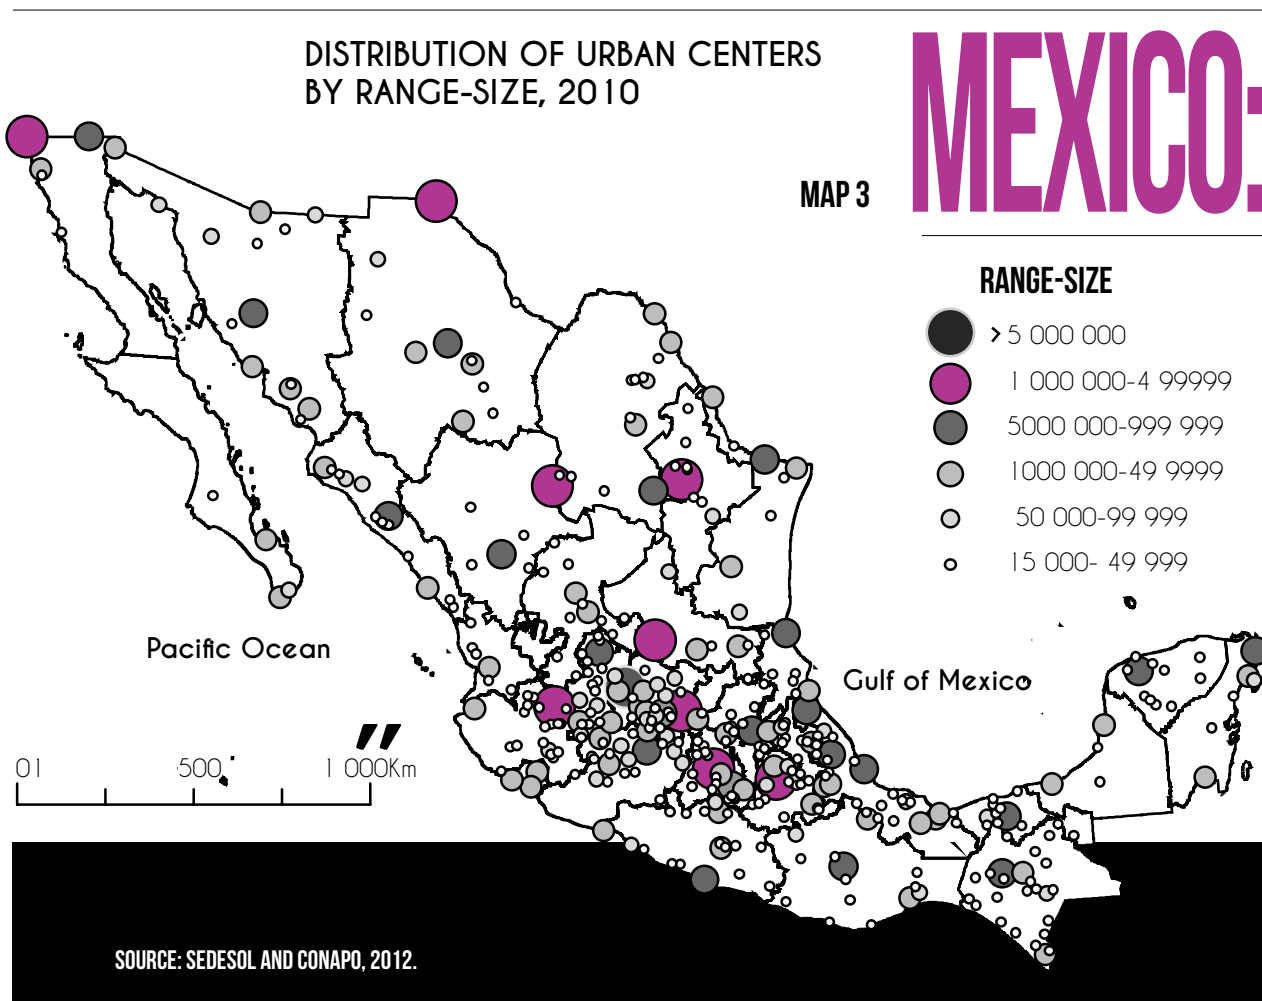 DISTRIBUTION OF URBAN CENTERS
BY RANGE-SIZE, 2010
MEXICO:
MAP 3
RANGE-SIZE
> 5 000 000
1 000 000-4 99999
5000 000-999 999
1000 000-49 9999
50 000-99 999
15 000- 49 999
Pacific Ocean
Gulf of Mexico
01 500 1 000Km
SOURCE: SEDESOL AND CONAPO, 2012.